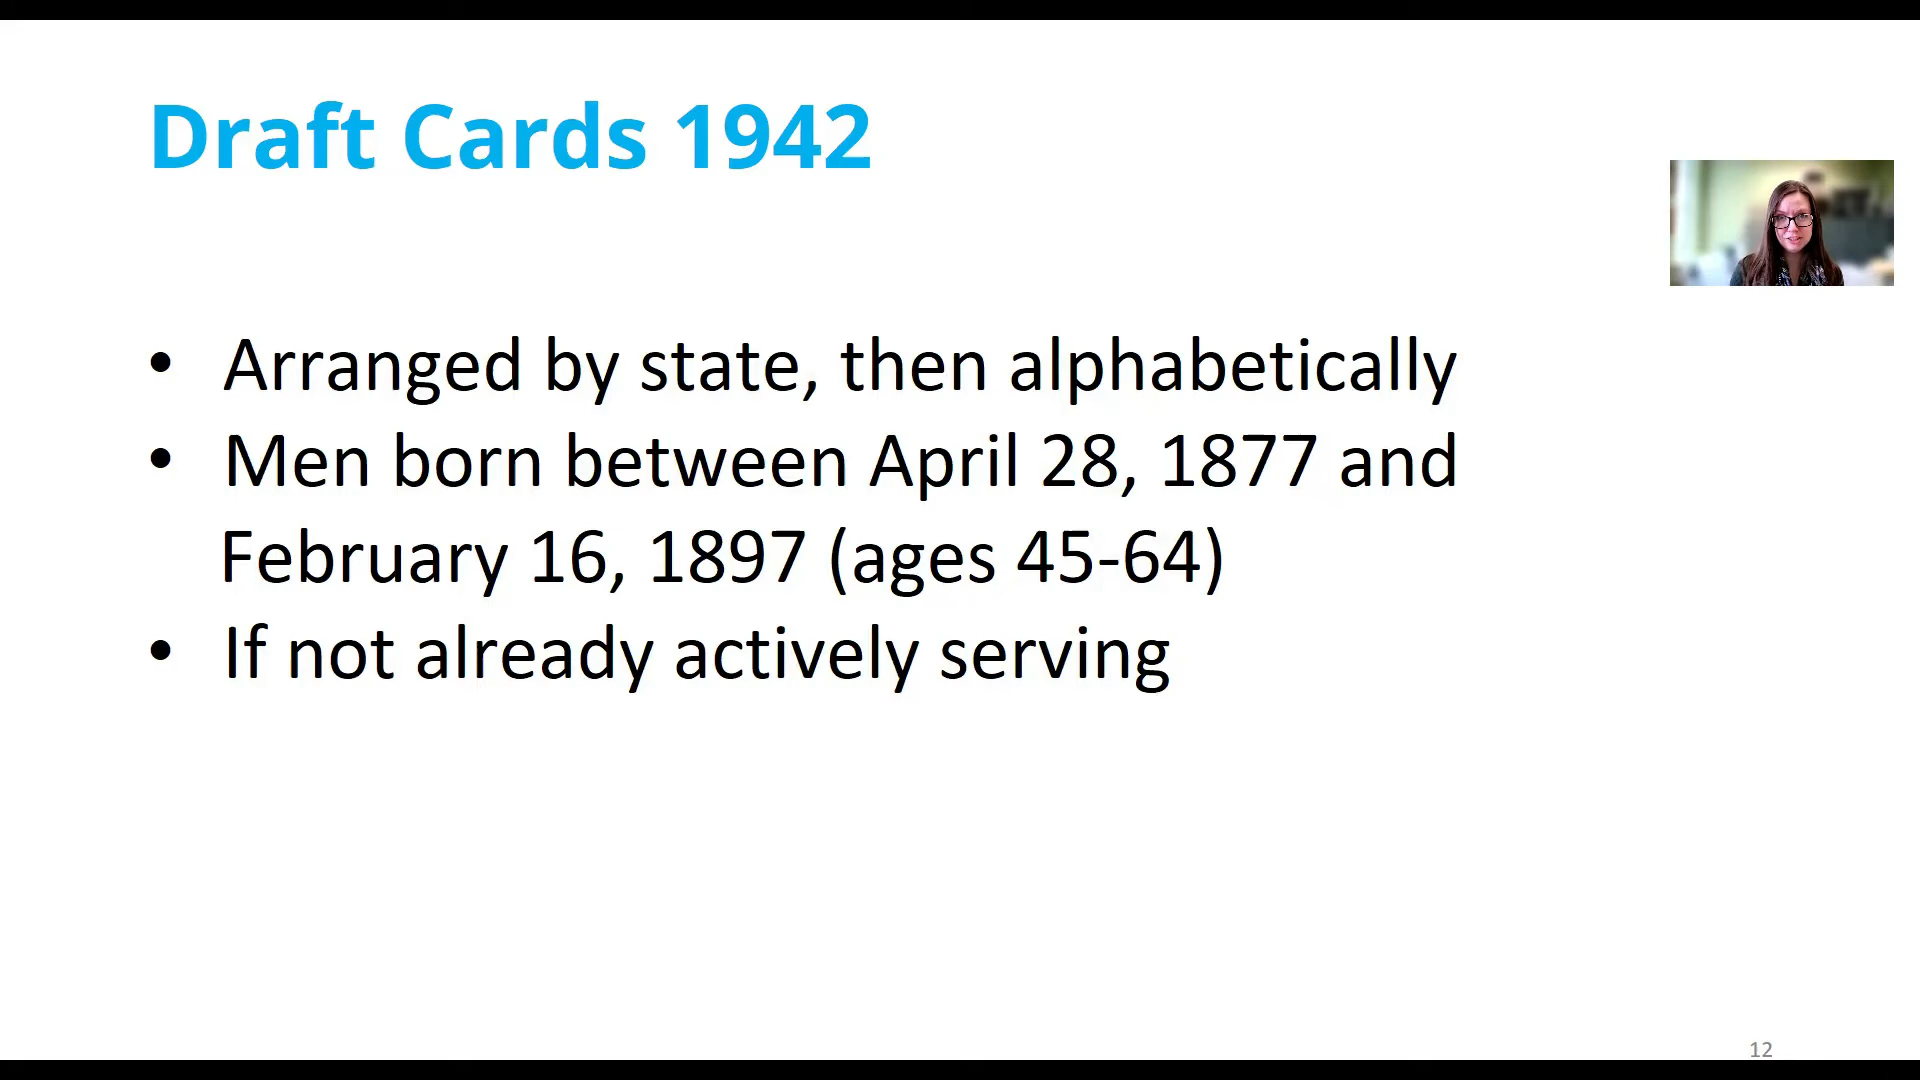 Draft Cards 1942
• Arranged by state, then alphabetically
• Men born between April 28, 1877 and
February 16, 1897 (ages 45-64)
• If not already actively serving
12